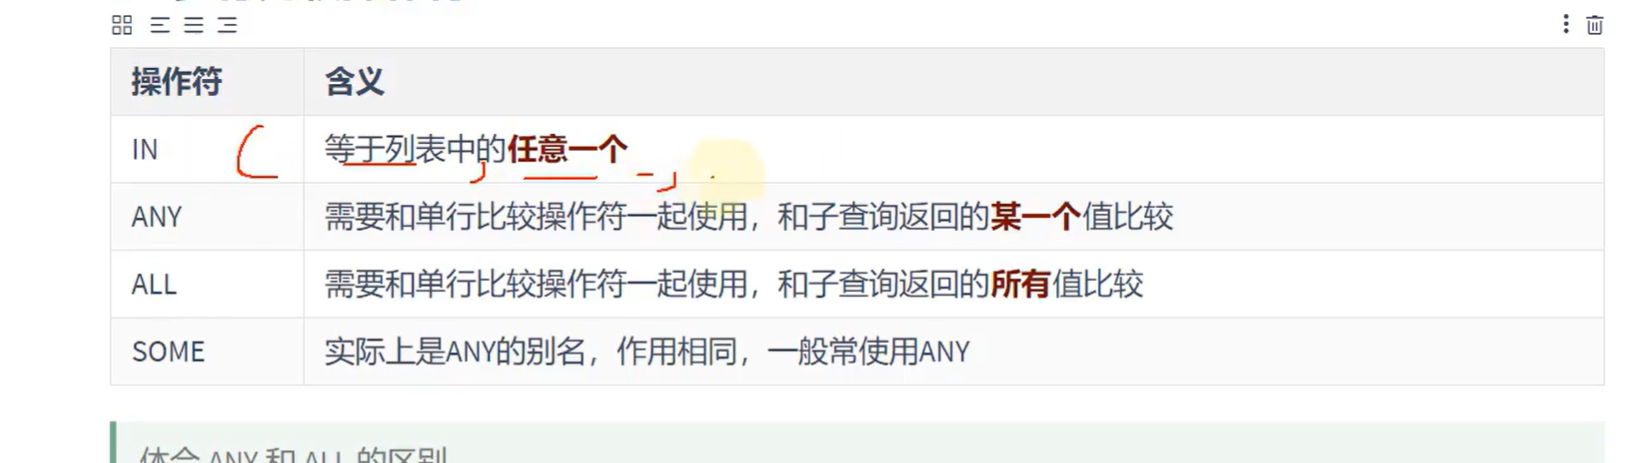 操作符 含义
IN 等于列表中的任意一个
ANY 需要和单行比较操作符一起使用，和子查询返回的某一个值比较
ALL 需要和单行比较操作符一起使用，和子查询返回的所有值比较
SOME 实际上是ANY的别名，作用相同，一般常使用ANY
体会 ANY 和 ALL 的区别